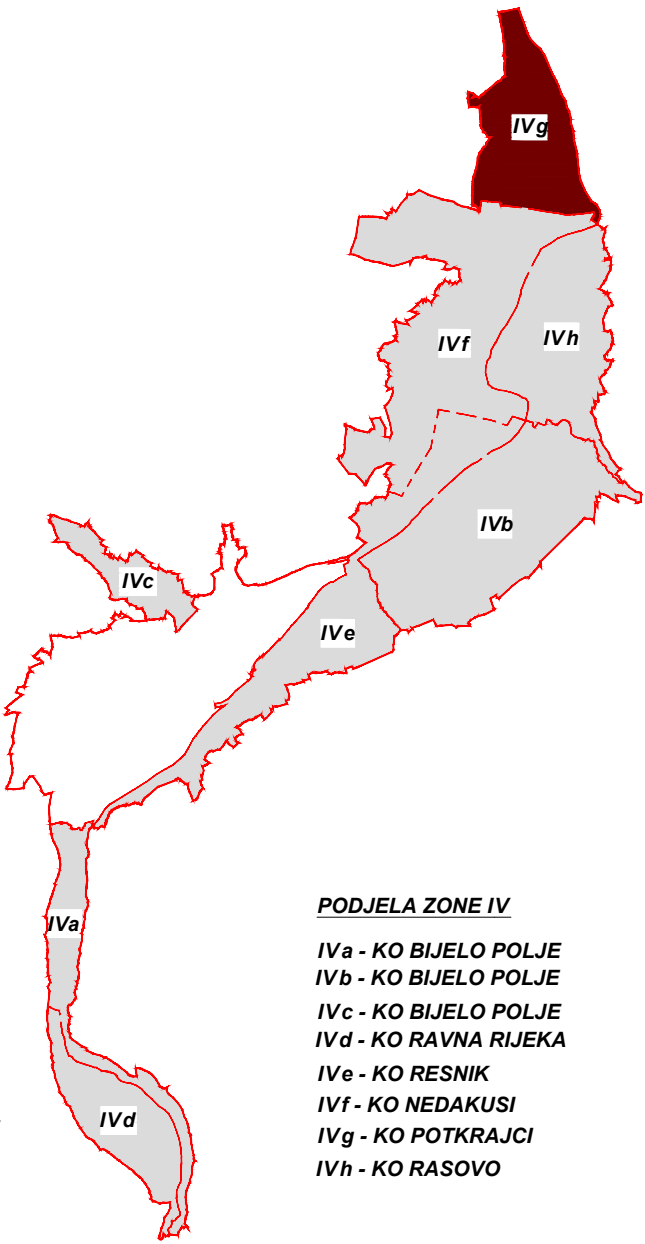 IVg
IVf
IVh
IVb
IVc
IVe
IVa
IVd
PODJELA ZONE IV
IVa - KO BIJELO POLJE
IVb - KO BIJELO POLJE
IVc - KO BIJELO POLJE
IVd - KO RAVNA RIJEKA
IVe - KO RESNIK
IVf - KO NEDAKUSI
IVg - KO POTKRAJCI
IVh - KO RASOVO